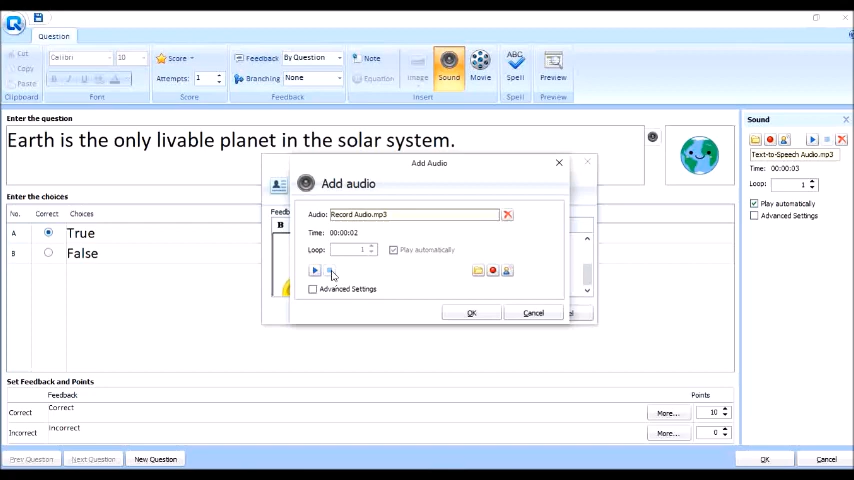 Question
Cut
Copy
Paste
Clipboard
Calibri
10
B I U A
Font
Score
Attempts: 1
Score
Feedback By Question
Branching None
Feedback
Note
Equation
Image
Sound
Movie
Insert
ABC
Spell
Spell
Preview
Preview
Enter the question
Earth is the only livable planet in the solar system.
Enter the choices
No. Correct Choices
A True
B False
Add Audio
Add audio
Audio: Record Audio.mp3
Time: 00:00:02
Loop: 1 Play automatically
Advanced Settings
OK Cancel
B
Sound
Text-to-Speech Audio.mp3
Time: 00:00:03
Loop: 1
Play automatically
Advanced Settings
Set Feedback and Points
Feedback Points
Correct Correct More... 10
Incorrect Incorrect More... 0
Prev Question Next Question New Question OK Cancel